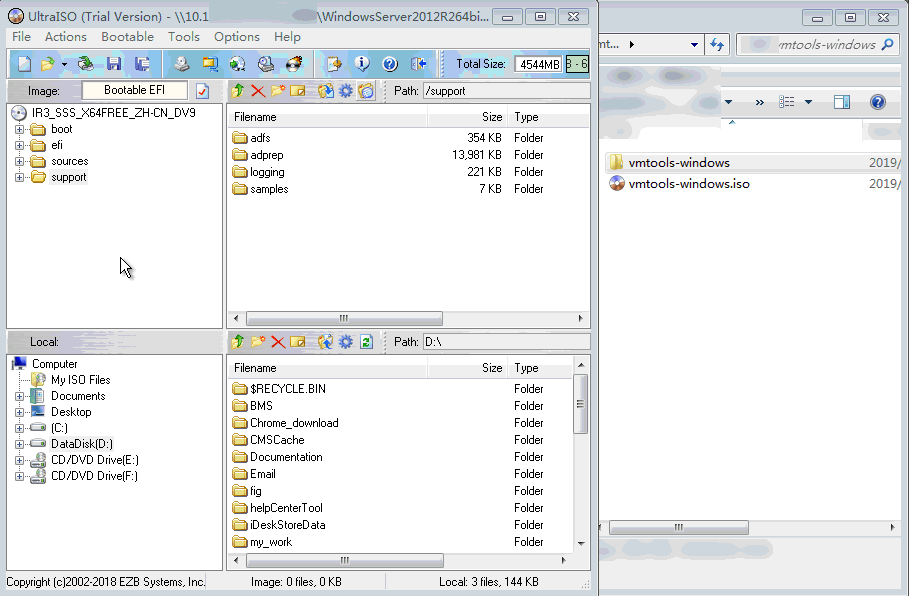 UltraISO (Trial Version) - \\10.1 \WindowsServer2012R264bi...
File Actions Bootable Tools Options Help
Total Size: 4544MB
Image: Bootable EFI Path: /support
IR3_SSS_X64FREE_ZH-CN_DV9
boot
efi
sources
support
Filename Size Type
adfs 354 KB Folder
adprep 13,981 KB Folder
logging 221 KB Folder
samples 7 KB Folder
Local: Path: D:\
Computer
My ISO Files
Documents
Desktop
(C:)
DataDisk(D:)
CD/DVD Drive(E:)
CD/DVD Drive(F:)
Filename Size Type
$RECYCLE.BIN Folder
BMS Folder
Chrome_download Folder
CMSCache Folder
Documentation Folder
Email Folder
fig Folder
helpCenterTool Folder
iDeskStoreData Folder
my_work Folder
Copyright (c)2002-2018 EZB Systems, Inc. Image: 0 files, 0 KB Local: 3 files, 144 KB
mt... vmtools-windows
vmtools-windows 2019/
vmtools-windows.iso 2019/